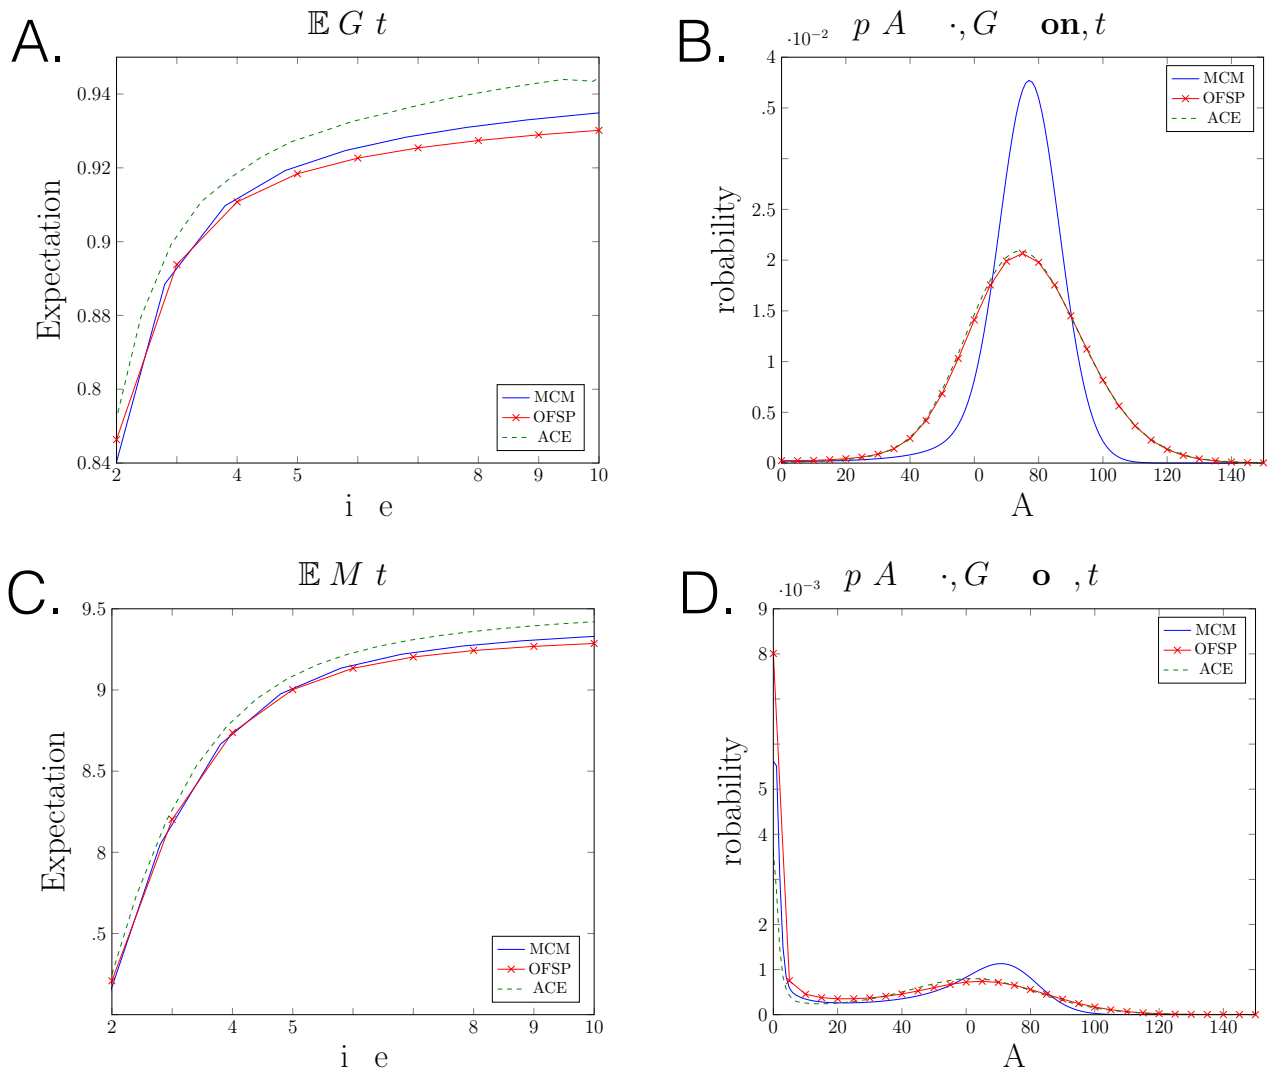 A.
𝔼 G t
0.94
0.92
0.9
0.88
0.8
0.84
2 4 5 8 9 10
Expectation
i e
MCM
OFSP
ACE
B.
p A ·, G on, t
·10−2
4
5
2.5
2
1.5
1
0.5
0
0 20 40 0 80 100 120 140
robability
A
MCM
OFSP
ACE
C.
𝔼 M t
9.5
9
8.5
8
.5
2 4 5 8 9 10
Expectation
i e
MCM
OFSP
ACE
D.
p A ·, G o , t
·10−3
9
8
5
4
2
1
0
0 20 40 0 80 100 120 140
robability
A
MCM
OFSP
ACE